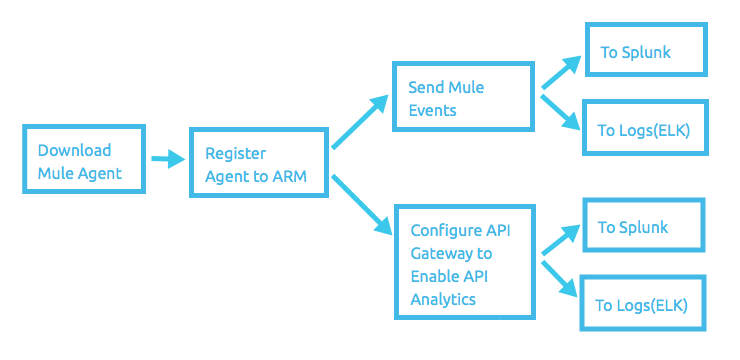 Download
Mule Agent
Register
Agent to ARM
Send Mule
Events
To Splunk
To Logs(ELK)
Configure API
Gateway to
Enable API
Analytics
To Splunk
To Logs(ELK)